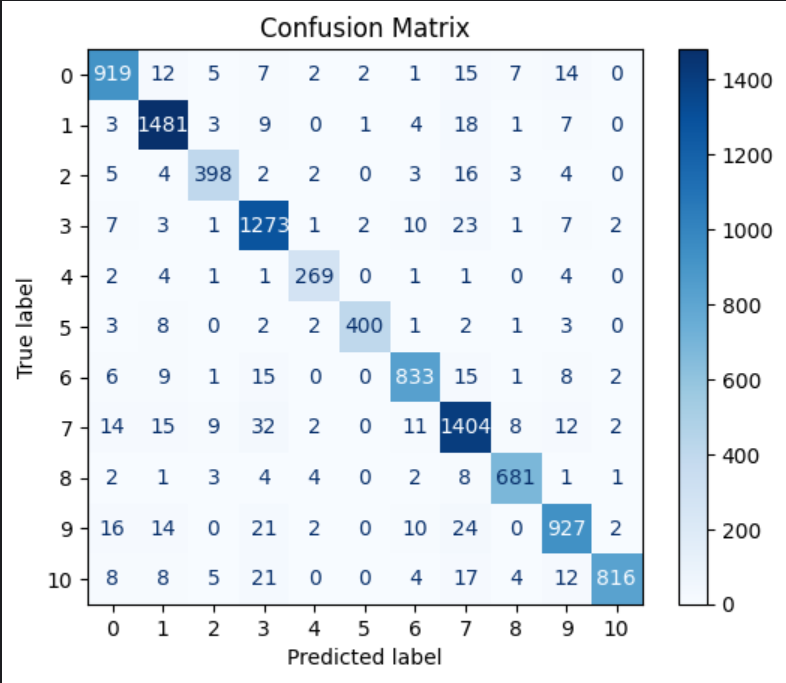 Confusion Matrix
True label
0 919 12 5 7 2 2 1 15 7 14 0
1 3 1481 3 9 0 1 4 18 1 7 0
2 5 4 398 2 2 0 3 16 3 4 0
3 7 3 1 1273 1 2 10 23 1 7 2
4 2 4 1 1 269 0 1 1 0 4 0
5 3 8 0 2 2 400 1 2 1 3 0
6 6 9 1 15 0 0 833 15 1 8 2
7 14 15 9 32 2 0 11 1404 8 12 2
8 2 1 3 4 4 0 2 8 681 1 1
9 16 14 0 21 2 0 10 24 0 927 2
10 8 8 5 21 0 0 4 17 4 12 816
0 1 2 3 4 5 6 7 8 9 10
Predicted label
1400
1200
1000
800
600
400
200
0